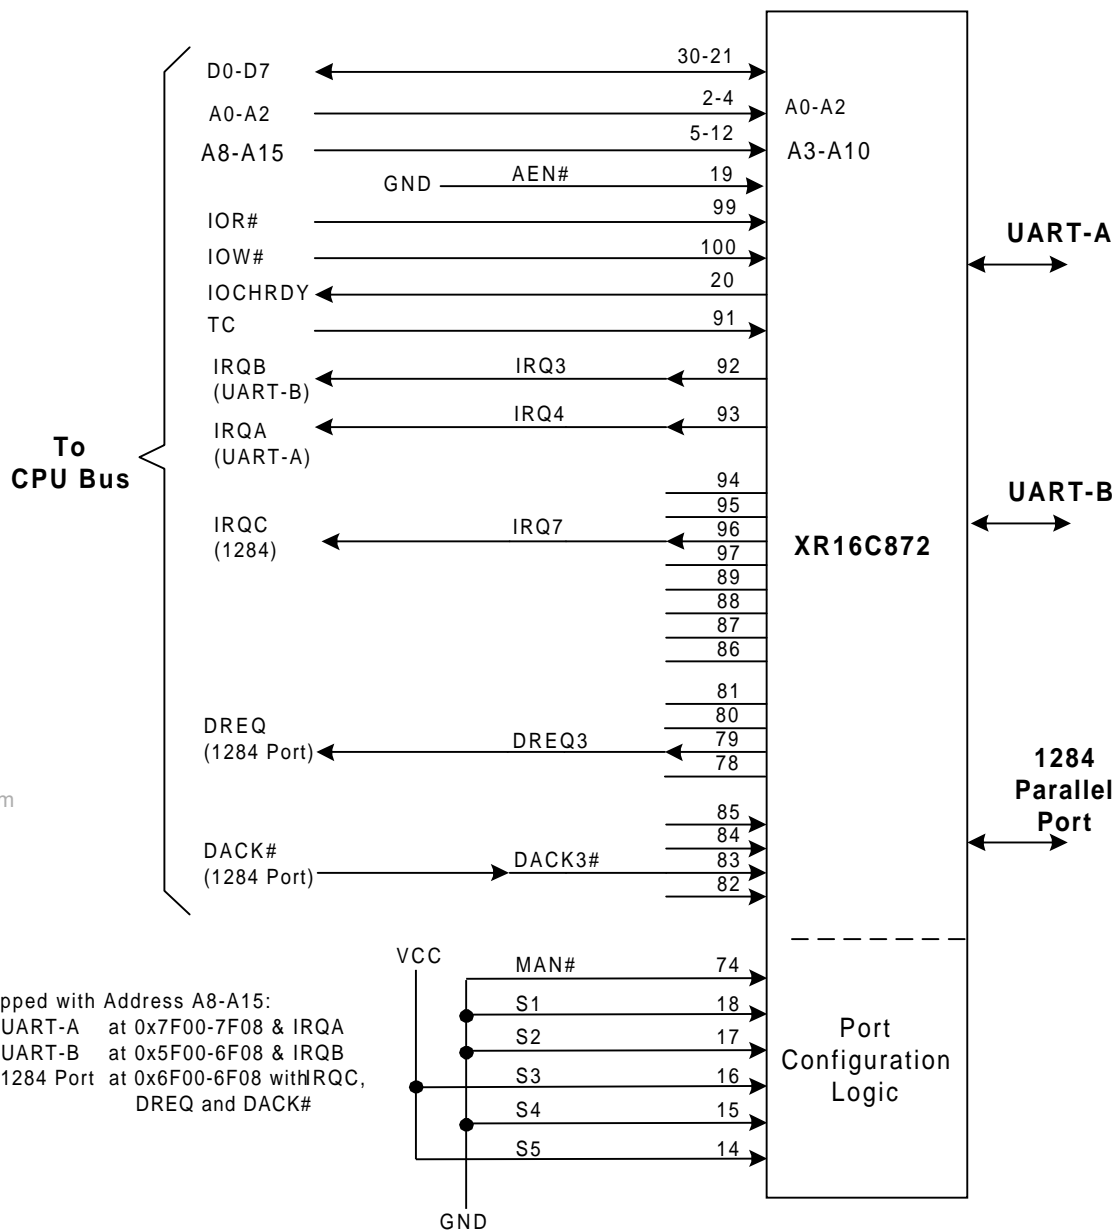 D0-D7 30-21
A0-A2 2-4 A0-A2
A8-A15 5-12 A3-A10
GND AEN# 19
IOR# 99
UART-A
IOW# 100
IOCHRDY 20
TC 91
IRQB IRQ3 92
(UART-B)
IRQA IRQ4 93
(UART-A)
To
CPU Bus
94
UART-B
95
IRQC IRQ7 96
(1284)
XR16C872
97
89
88
87
86
81
80
DREQ DREQ3 79
(1284 Port)
78
1284
Parallel
Port
m
85
84
DACK# DACK3# 83
(1284 Port)
82
VCC
MAN# 74
pped with Address A8-A15:
UART-A at 0x7F00-7F08 & IRQA
UART-B at 0x5F00-6F08 & IRQB
1284 Port at 0x6F00-6F08 withIRQC,
DREQ and DACK#
S1 18
S2 17
S3 16
S4 15
S5 14
Port
Configuration
Logic
GND